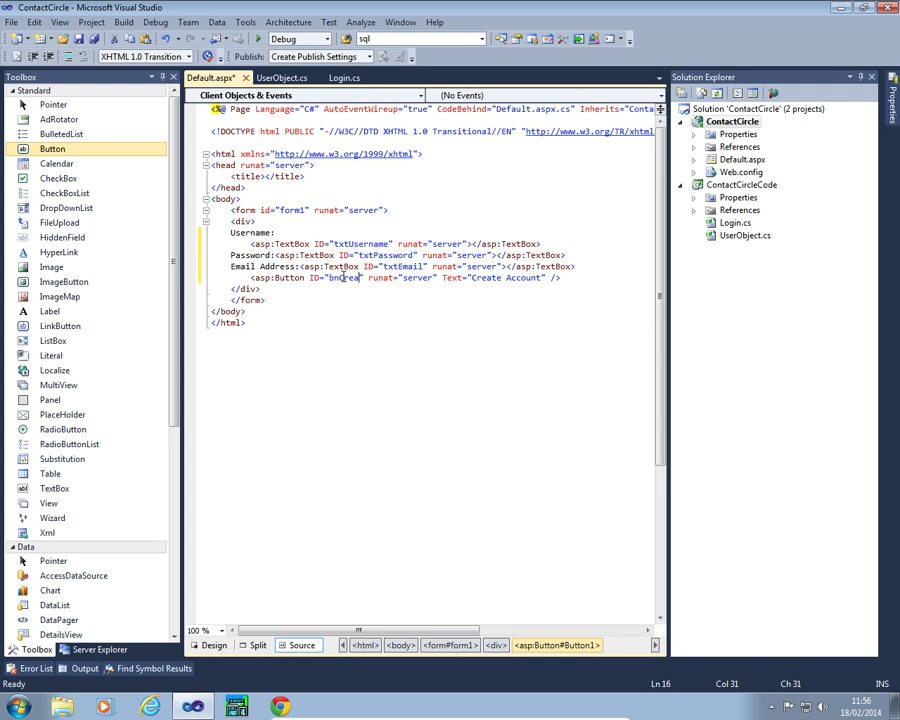 ContactCircle - Microsoft Visual Studio
File Edit View Project Build Debug Team Data Tools Architecture Test Analyze Window Help
Debug sql
XHTML 1.0 Transition Publish: Create Publish Settings
Toolbox
Standard
Pointer
AdRotator
BulletedList
Button
Calendar
CheckBox
CheckBoxList
DropDownList
FileUpload
HiddenField
HyperLink
Image
ImageButton
ImageMap
Label
LinkButton
ListBox
Literal
Localize
MultiView
Panel
PlaceHolder
RadioButton
RadioButtonList
Substitution
Table
TextBox
View
Wizard
Xml
Data
Pointer
AccessDataSource
Chart
DataList
DataPager
DetailsView
Toolbox Server Explorer
Default.aspx* UserObject.cs Login.cs
Client Objects & Events (No Events)
<%@ Page Language="C#" AutoEventWireup="true" CodeBehind="Default.aspx.cs" Inherits="Conta
<!DOCTYPE html PUBLIC "-//W3C//DTD XHTML 1.0 Transitional//EN" "http://www.w3.org/TR/xhtml
<html xmlns="http://www.w3.org/1999/xhtml">
<head runat="server">
<title></title>
</head>
<body>
<form id="form1" runat="server">
<div>
Username:
<asp:TextBox ID="txtUsername" runat="server"></asp:TextBox>
Password:<asp:TextBox ID="txtPassword" runat="server"></asp:TextBox>
Email Address:<asp:TextBox ID="txtEmail" runat="server"></asp:TextBox>
<asp:Button ID="bnCrea" runat="server" Text="Create Account" />
</div>
</form>
</body>
</html>
100 %
Design Split Source <html> <body> <form#form1> <div> <asp:Button#Button1>
Solution Explorer
Solution 'ContactCircle' (2 projects)
ContactCircle
Properties
References
Default.aspx
Web.config
ContactCircleCode
Properties
References
Login.cs
UserObject.cs
Properties
Error List Output Find Symbol Results
Ready Ln 16 Col 31 Ch 31 INS
11:56
18/02/2014